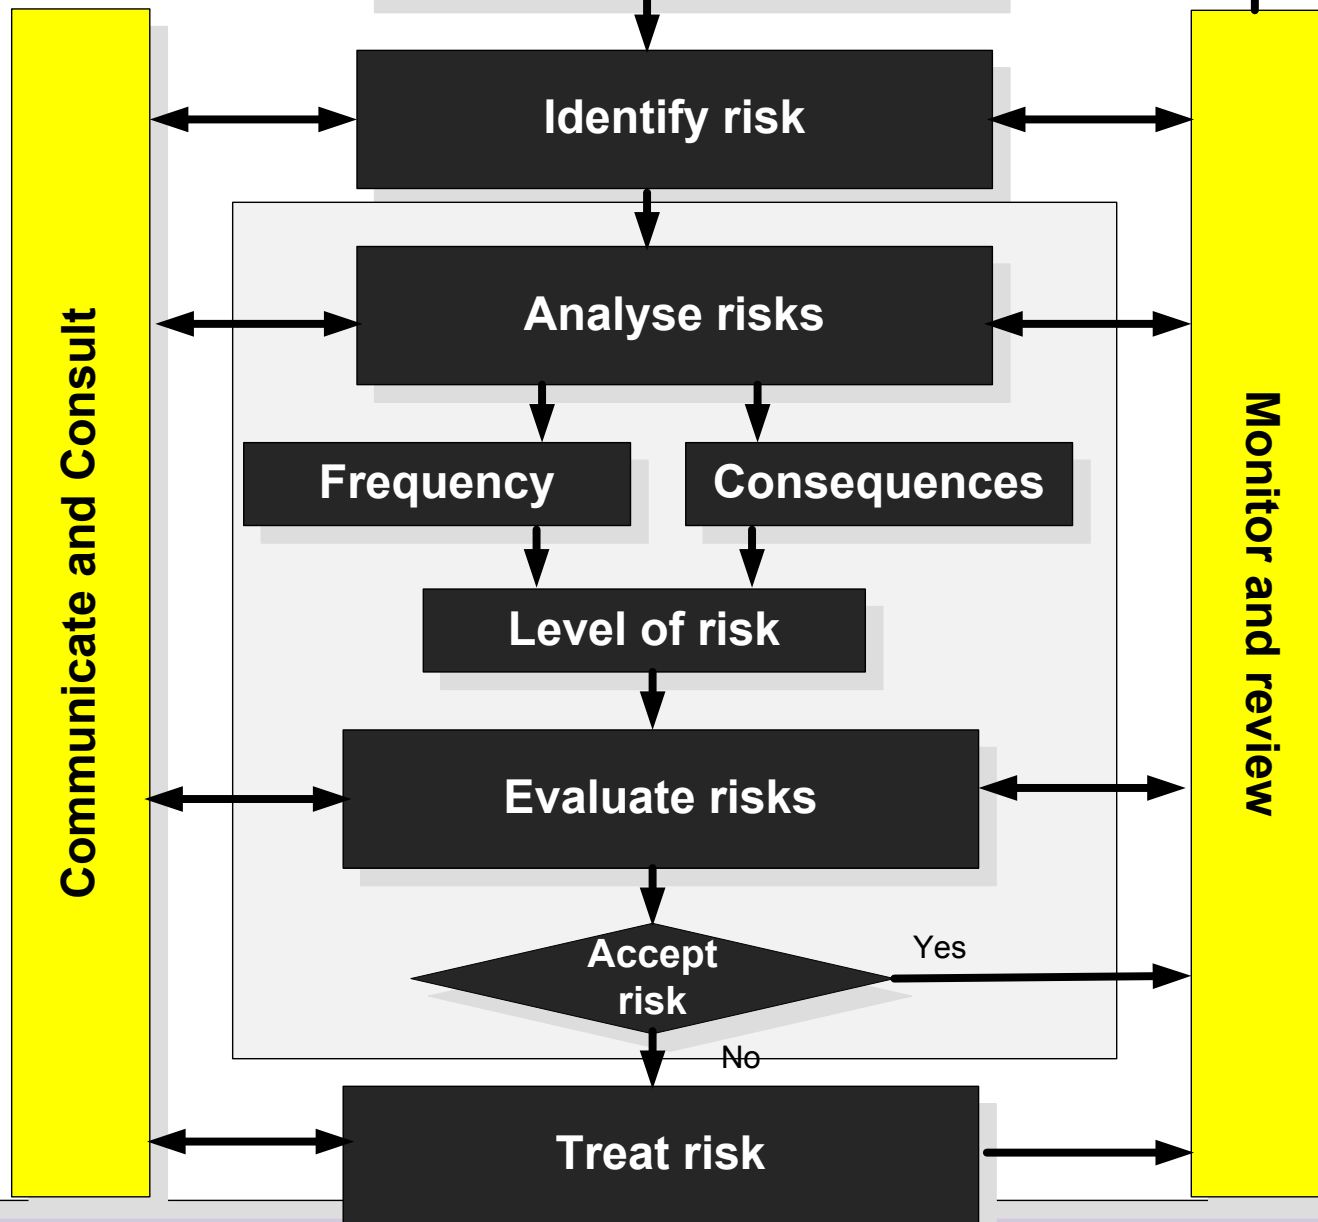 Identify risk
Analyse risks
Frequency
Consequences
Level of risk
Evaluate risks
Accept
risk
Yes
No
Treat risk
Communicate and Consult
Monitor and review